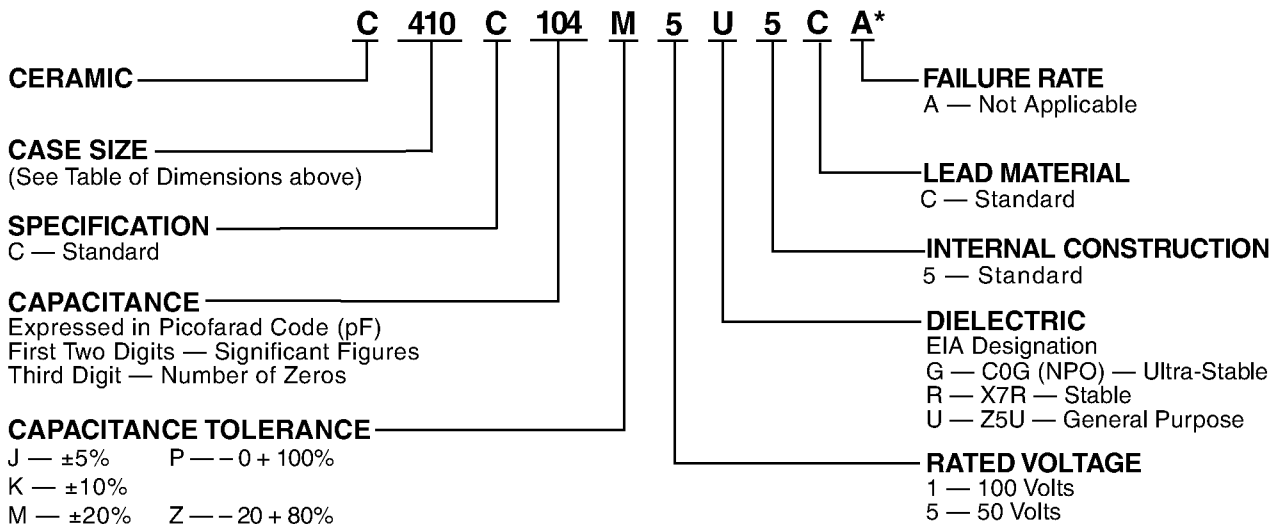 C 410 C 104 M 5 U 5 C A*
CERAMIC
CASE SIZE
(See Table of Dimensions above)
SPECIFICATION
C — Standard
CAPACITANCE
Expressed in Picofarad Code (pF)
First Two Digits — Significant Figures
Third Digit — Number of Zeros
CAPACITANCE TOLERANCE
J — ±5% P — – 0 + 100%
K — ±10%
M — ±20% Z — – 20 + 80%
FAILURE RATE
A — Not Applicable
LEAD MATERIAL
C — Standard
INTERNAL CONSTRUCTION
5 — Standard
DIELECTRIC
EIA Designation
G — C0G (NPO) — Ultra-Stable
R — X7R — Stable
U — Z5U — General Purpose
RATED VOLTAGE
1 — 100 Volts
5 — 50 Volts